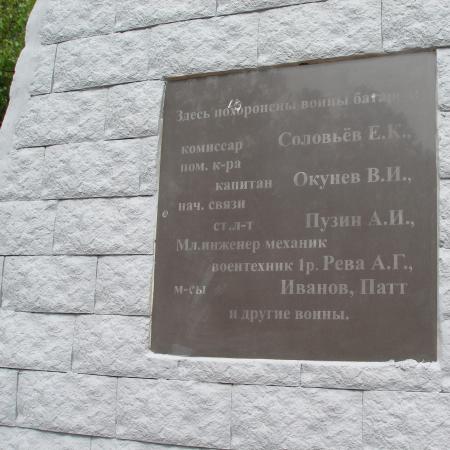 Здесь похоронены воины батареи
комиссар Соловьёв Е.К.,
пом. к-ра
капитан Окунев В.И.,
нач. связи
ст.л-т Пузин А.И.,
Мл.инженер механик
воентехник 1р. Рева А.Г.,
м-сы Иванов, Патт
и другие воины.